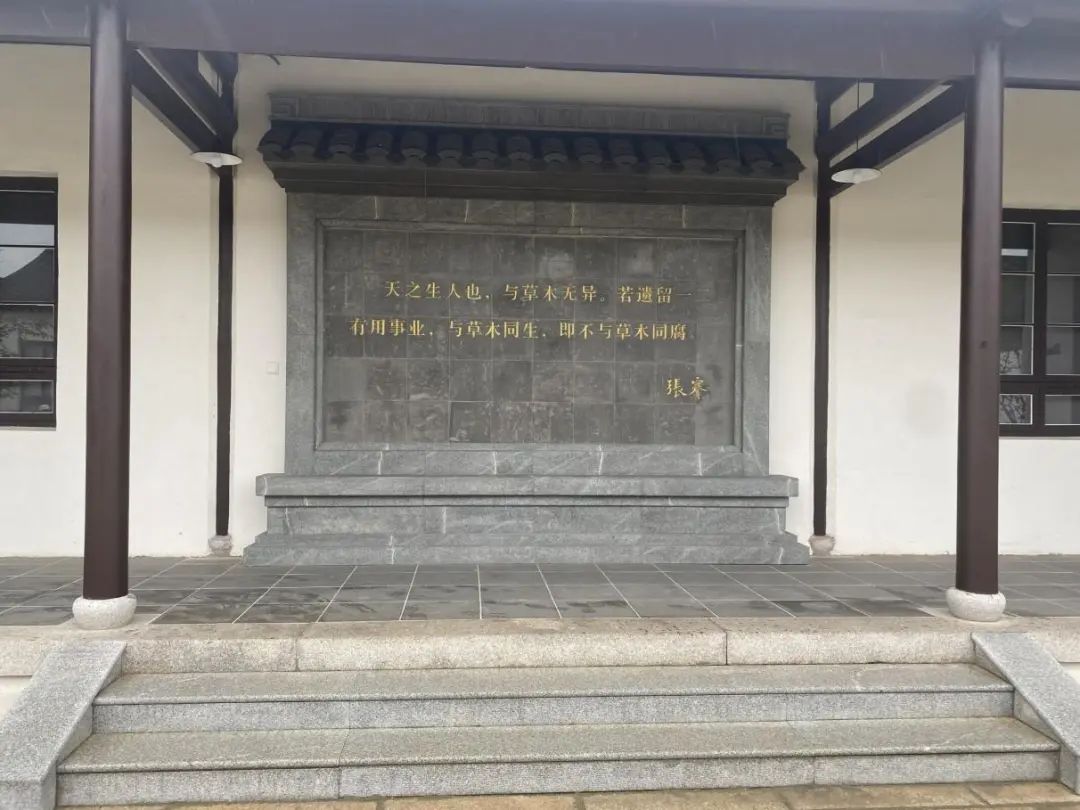 天之生人也，与草木无异。若遗留一
有用事业，与草木同生，即不与草木同腐
張謇